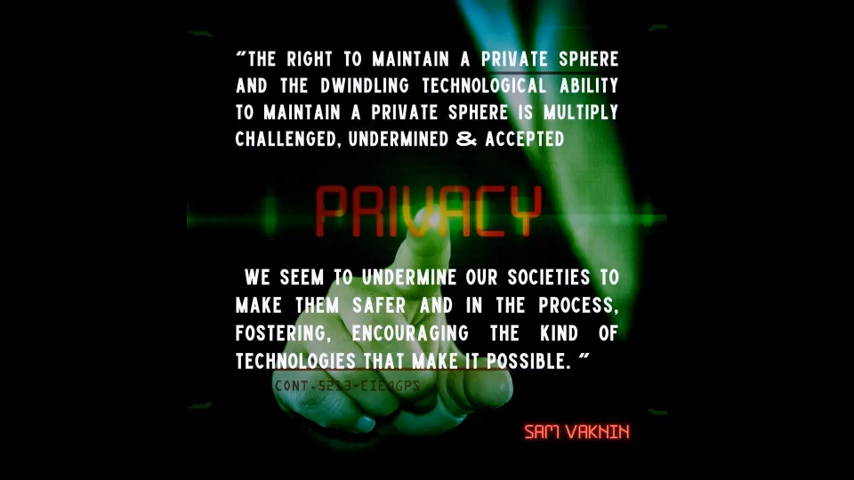 "THE RIGHT TO MAINTAIN A PRIVATE SPHERE
AND THE DWINDLING TECHNOLOGICAL ABILITY
TO MAINTAIN A PRIVATE SPHERE IS MULTIPLY
CHALLENGED, UNDERMINED & ACCEPTED
PRIVACY
WE SEEM TO UNDERMINE OUR SOCIETIES TO
MAKE THEM SAFER AND IN THE PROCESS,
FOSTERING, ENCOURAGING THE KIND OF
TECHNOLOGIES THAT MAKE IT POSSIBLE. "
SAM VAKNIN